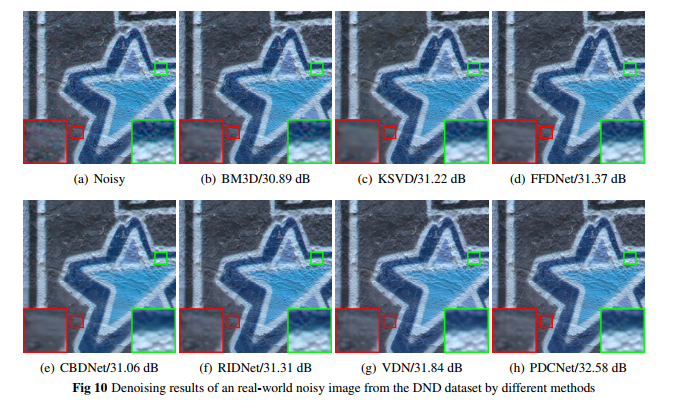 (a) Noisy
(b) BM3D/30.89 dB
(c) KSVD/31.22 dB
(d) FFDNet/31.37 dB
(e) CBDNet/31.06 dB
(f) RIDNet/31.31 dB
(g) VDN/31.84 dB
(h) PDCNet/32.58 dB
Fig 10 Denoising results of an real-world noisy image from the DND dataset by different methods